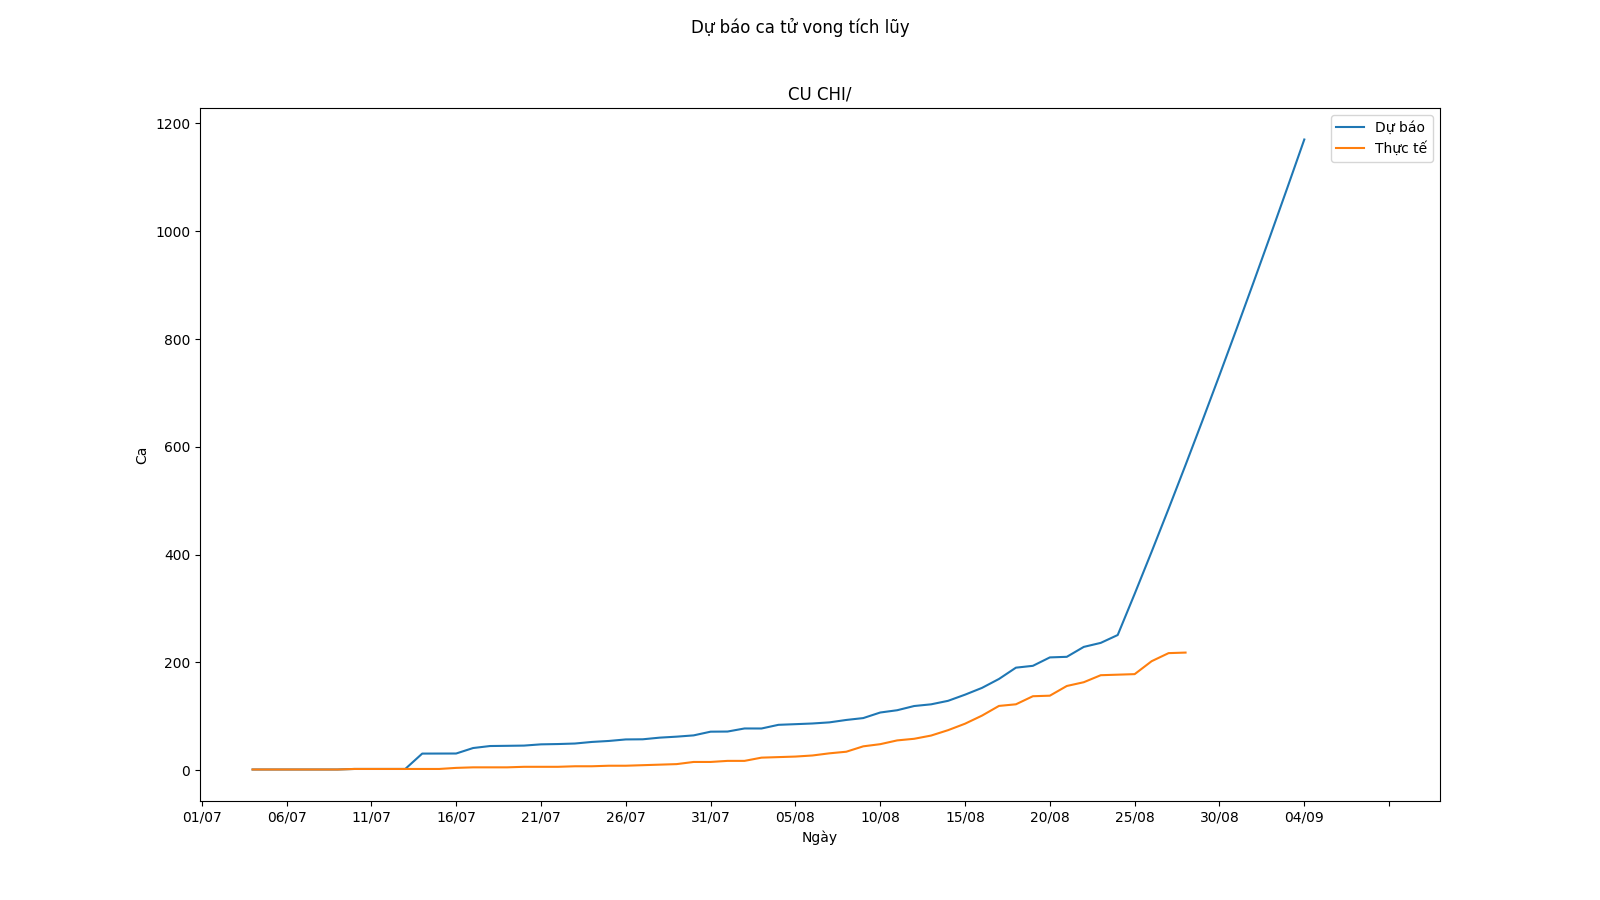 Dự báo ca tử vong tích lũy
CU CHI/
Dự báo
Thực tế
1200
1000
800
600
400
200
0
Ca
01/07 06/07 11/07 16/07 21/07 26/07 31/07 05/08 10/08 15/08 20/08 25/08 30/08 04/09
Ngày